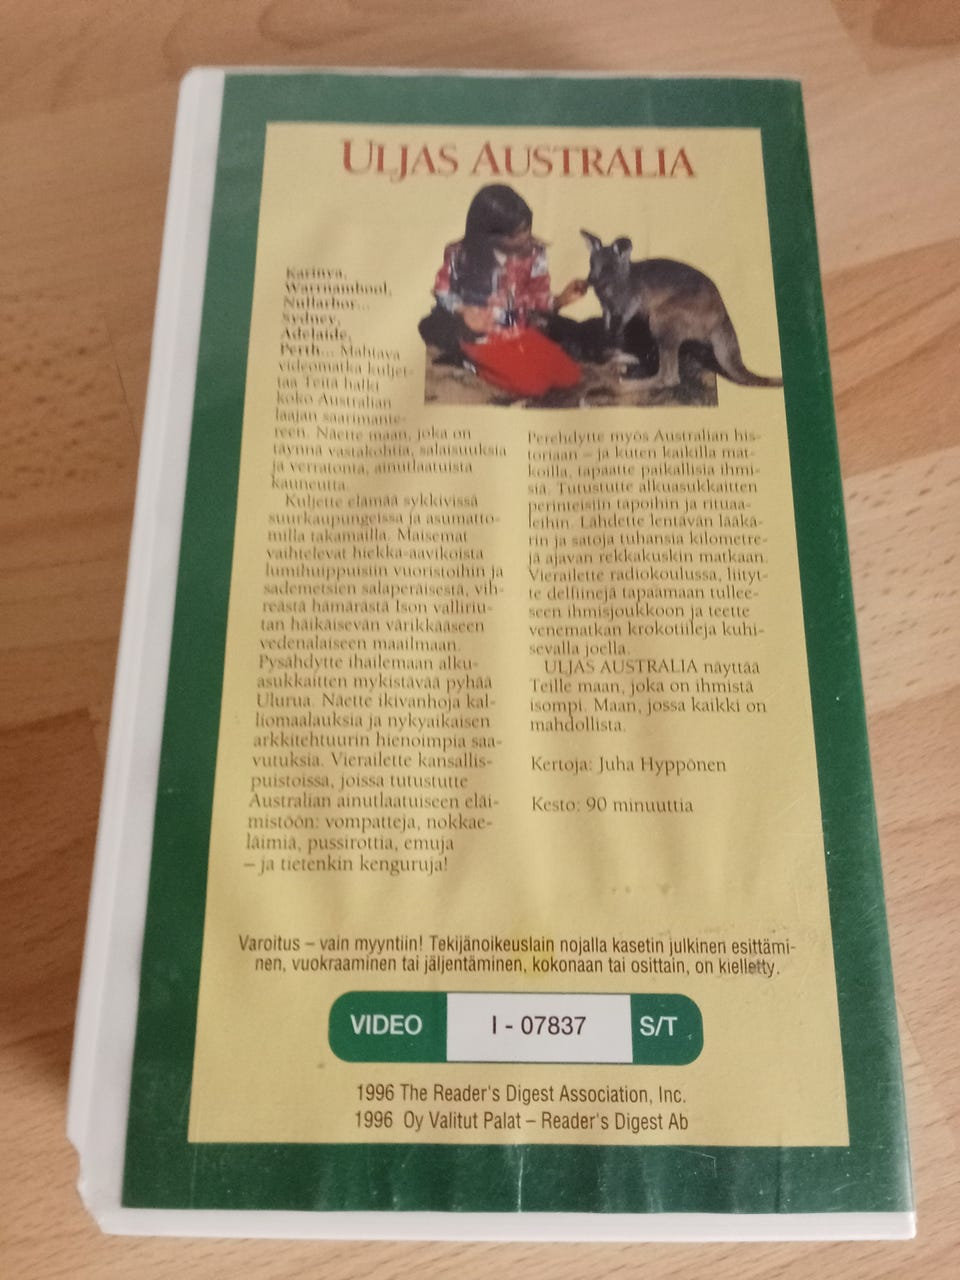 ULJAS AUSTRALIA
Karinya,
Warrnambool,
Nullarbor...
Sydney,
Adelaide,
Perth... Mahtava
videomatka kuljet-
taa Teitä halki
koko Australian
laajan saarimante-
reen. Näette maan, joka on
täynnä vastakohtia, salaisuuksia
ja verratonta, ainutlaatuista
kauneutta.
Kuljette elämää sykkivissä
suurkaupungeissa ja asumatto-
milla takamailla. Maisemat
vaihtelevat hiekka-aavikoista
lumihuippuisiin vuoristoihin ja
sademetsien salaperäisestä, vih-
reästä hämärästä Ison valliriu-
tan häikäisevän värikkääseen
vedenalaiseen maailmaan.
Pysähdytte ihailemaan alku-
asukkaitten mykistävää pyhää
Ulurua. Näette ikivanhoja kal-
liomaalauksia ja nykyaikaisen
arkkitehtuurin hienoimpia saa-
vutuksia. Vierailette kansallis-
puistoissa, joissa tutustutte
Australian ainutlaatuiseen eläi-
mistöön: vompatteja, nokkae-
läimiä, pussirottia, emuja
– ja tietenkin kenguruja!
Perehdytte myös Australian his-
toriaan – ja kuten kaikilla mat-
koilla, tapaatte paikallisia ihmi-
siä. Tutustutte alkuasukkaitten
perinteisiin tapoihin ja rituaa-
leihin. Lähdette lentävän lääkä-
rin ja satoja tuhansia kilometre-
jä ajavan rekkakuskin matkaan.
Vierailette radiokoulussa, liityt-
te delfiinejä tapaamaan tullee-
seen ihmisjoukkoon ja teette
venematkan krokotiileja kuhi-
sevalla joella.
ULJAS AUSTRALIA näyttää
Teille maan, joka on ihmistä
isompi. Maan, jossa kaikki on
mahdollista.
Kertoja: Juha Hyppönen
Kesto: 90 minuuttia
Varoitus – vain myyntiin! Tekijänoikeuslain nojalla kasetin julkinen esittämi-
nen, vuokraaminen tai jäljentäminen, kokonaan tai osittain, on kielletty.
VIDEO I - 07837 S/T
1996 The Reader's Digest Association, Inc.
1996 Oy Valitut Palat – Reader's Digest Ab